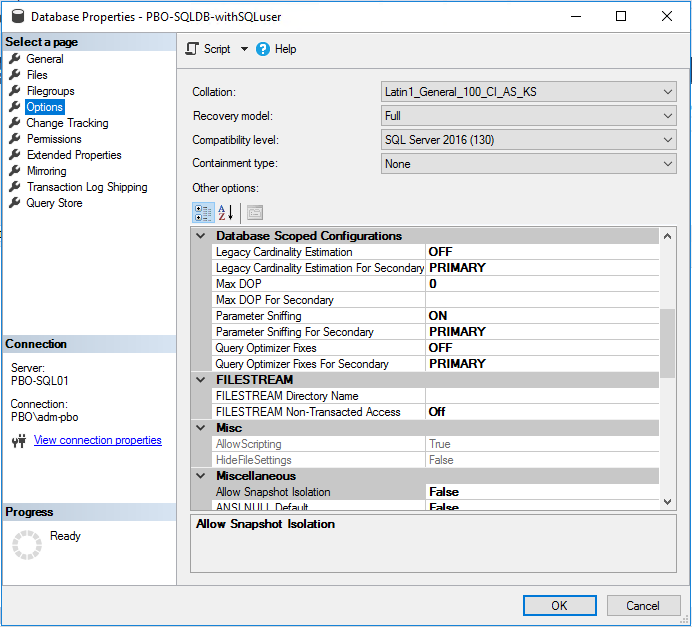 Database Properties - PBO-SQLDB-withSQLuser
Select a page
General
Files
Filegroups
Options
Change Tracking
Permissions
Extended Properties
Mirroring
Transaction Log Shipping
Query Store
Connection
Server:
PBO-SQL01
Connection:
PBO\adm-pbo
View connection properties
Progress
Ready
Script Help
Collation: Latin1_General_100_CI_AS_KS
Recovery model: Full
Compatibility level: SQL Server 2016 (130)
Containment type: None
Other options:
A Z
Database Scoped Configurations
Legacy Cardinality Estimation OFF
Legacy Cardinality Estimation For Secondary PRIMARY
Max DOP 0
Max DOP For Secondary
Parameter Sniffing ON
Parameter Sniffing For Secondary PRIMARY
Query Optimizer Fixes OFF
Query Optimizer Fixes For Secondary PRIMARY
FILESTREAM
FILESTREAM Directory Name
FILESTREAM Non-Transacted Access Off
Misc
AllowScripting True
HideFileSettings False
Miscellaneous
Allow Snapshot Isolation False
ANSI NULL Default False
Allow Snapshot Isolation
OK Cancel